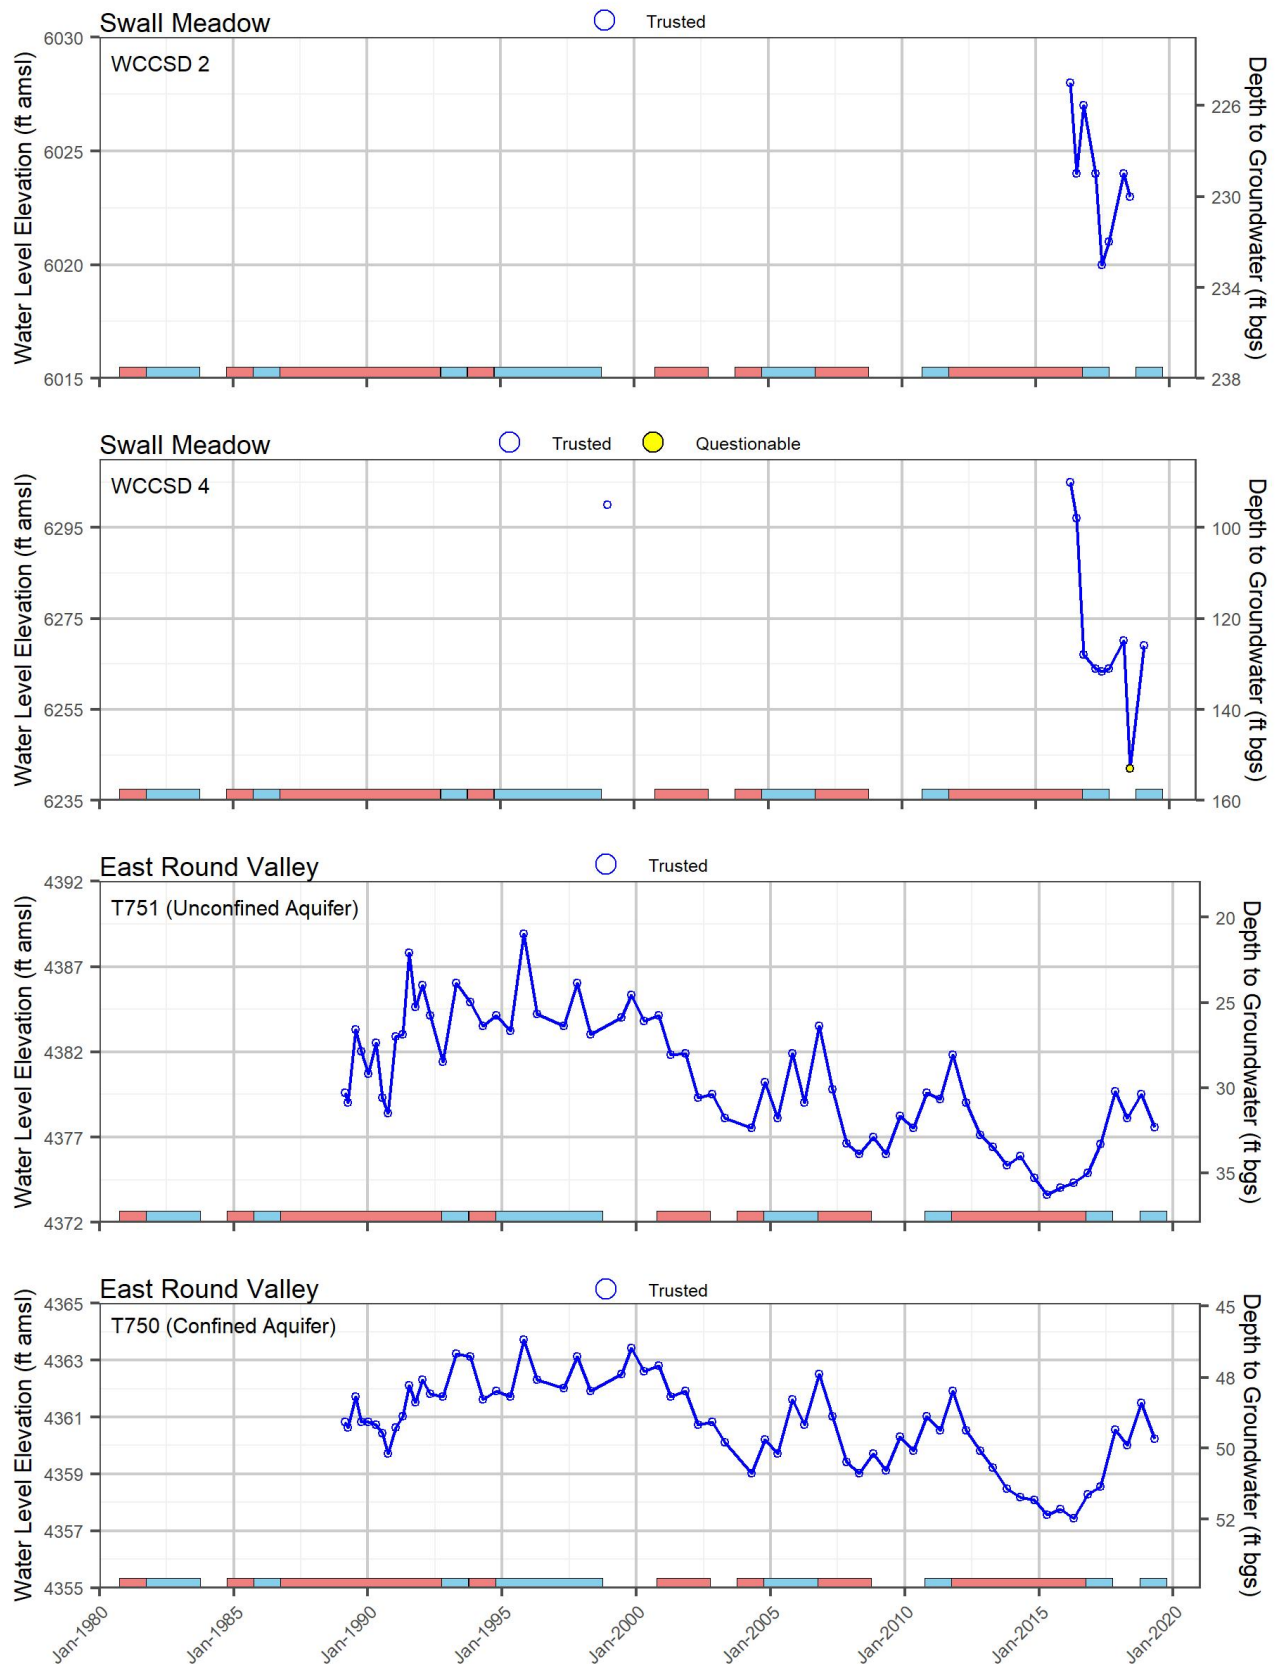 Swall Meadow
Trusted
WCCSD 2
Water Level Elevation (ft amsl)
6030
6025
6020
6015
Depth to Groundwater (ft bgs)
226
230
234
238
Swall Meadow
Trusted
Questionable
WCCSD 4
Water Level Elevation (ft amsl)
6295
6275
6255
6235
Depth to Groundwater (ft bgs)
100
120
140
160
East Round Valley
Trusted
T751 (Unconfined Aquifer)
Water Level Elevation (ft amsl)
4392
4387
4382
4377
4372
Depth to Groundwater (ft bgs)
20
25
30
35
East Round Valley
Trusted
T750 (Confined Aquifer)
Water Level Elevation (ft amsl)
4365
4363
4361
4359
4357
4355
Depth to Groundwater (ft bgs)
45
48
50
52
Jan-1980
Jan-1985
Jan-1990
Jan-1995
Jan-2000
Jan-2005
Jan-2010
Jan-2015
Jan-2020